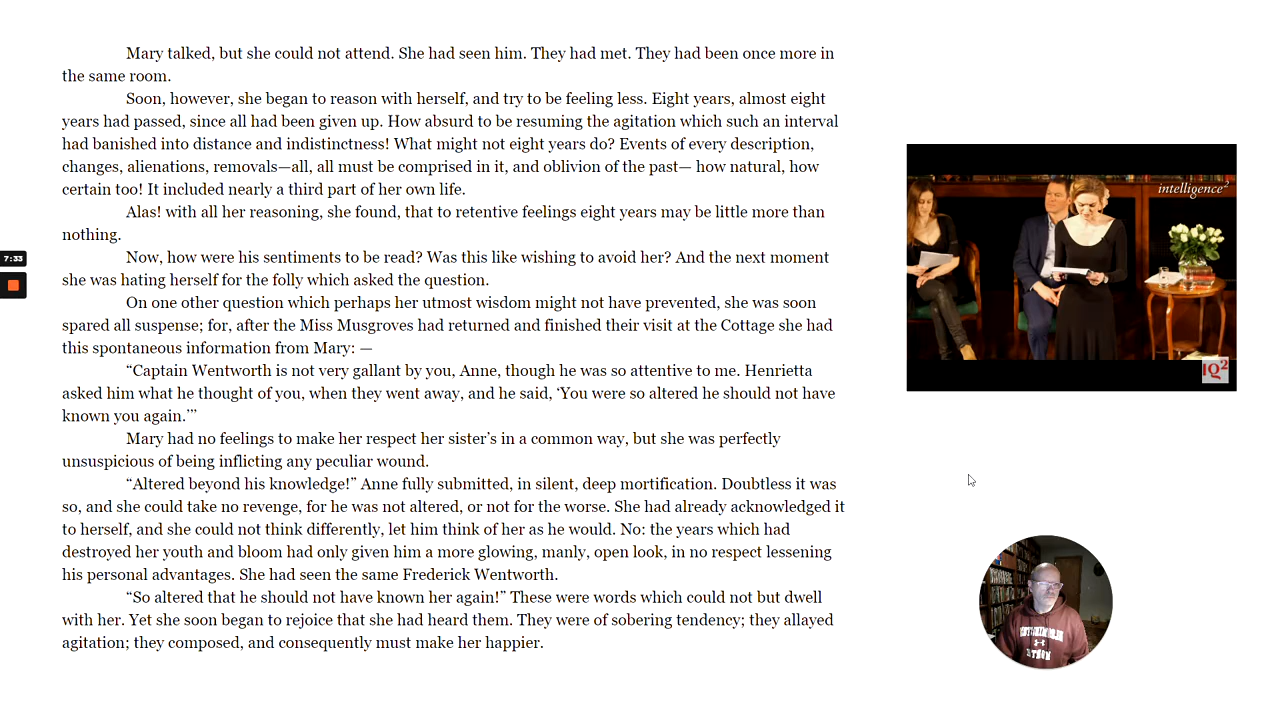 Mary talked, but she could not attend. She had seen him. They had met. They had been once more in
the same room.
Soon, however, she began to reason with herself, and try to be feeling less. Eight years, almost eight
years had passed, since all had been given up. How absurd to be resuming the agitation which such an interval
had banished into distance and indistinctness! What might not eight years do? Events of every description,
changes, alienations, removals—all, all must be comprised in it, and oblivion of the past— how natural, how
certain too! It included nearly a third part of her own life.
Alas! with all her reasoning, she found, that to retentive feelings eight years may be little more than
nothing.
Now, how were his sentiments to be read? Was this like wishing to avoid her? And the next moment
she was hating herself for the folly which asked the question.
On one other question which perhaps her utmost wisdom might not have prevented, she was soon
spared all suspense; for, after the Miss Musgroves had returned and finished their visit at the Cottage she had
this spontaneous information from Mary: —
“Captain Wentworth is not very gallant by you, Anne, though he was so attentive to me. Henrietta
asked him what he thought of you, when they went away, and he said, ‘You were so altered he should not have
known you again.’”
Mary had no feelings to make her respect her sister’s in a common way, but she was perfectly
unsuspicious of being inflicting any peculiar wound.
“Altered beyond his knowledge!” Anne fully submitted, in silent, deep mortification. Doubtless it was
so, and she could take no revenge, for he was not altered, or not for the worse. She had already acknowledged it
to herself, and she could not think differently, let him think of her as he would. No: the years which had
destroyed her youth and bloom had only given him a more glowing, manly, open look, in no respect lessening
his personal advantages. She had seen the same Frederick Wentworth.
“So altered that he should not have known her again!” These were words which could not but dwell
with her. Yet she soon began to rejoice that she had heard them. They were of sobering tendency; they allayed
agitation; they composed, and consequently must make her happier.
7:33
intelligence²
IQ²